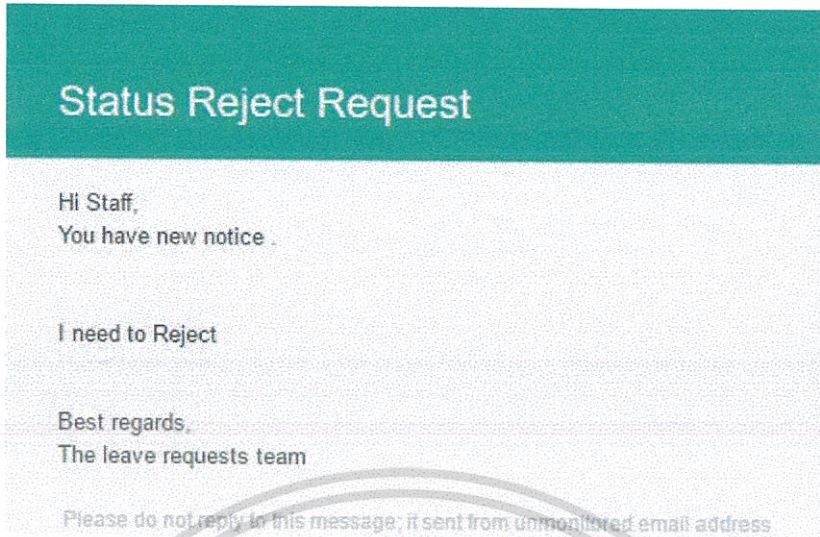 Status Reject Request
Hi Staff,
You have new notice .
I need to Reject
Best regards,
The leave requests team
Please do not reply to this message; it sent from unmonitored email address